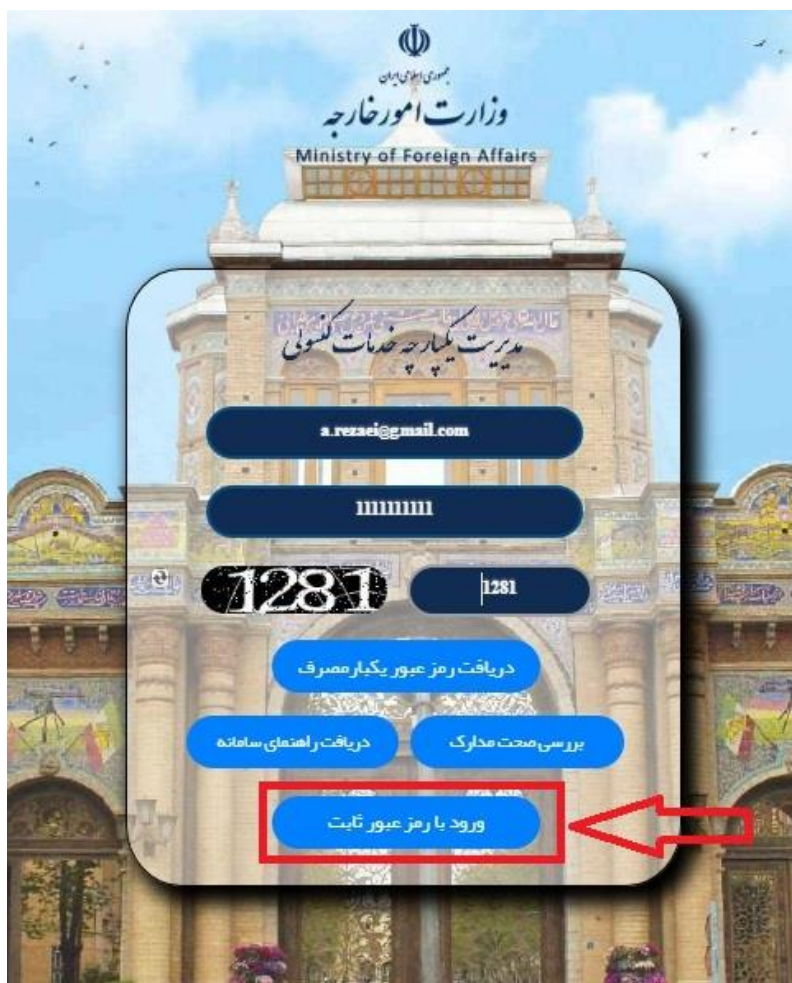 جمهوری اسلامی ایران
وزارت امور خارجه
Ministry of Foreign Affairs
مدیریت یکپارچه خدمات کنسولی
a.rezaei@gmail.com
1111111111
1281
1281
دریافت رمز عبور یکبار مصرف
بررسی صحت مدارک
دریافت راهنمای سامانه
ورود با رمز عبور ثابت